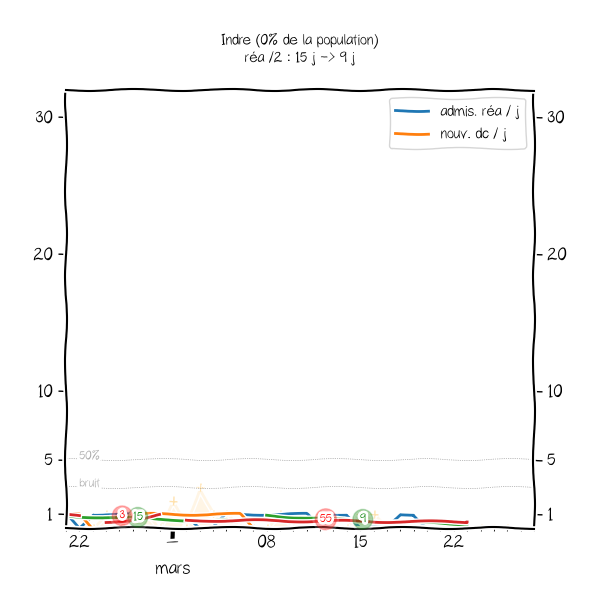 Indre (0% de la population)
réa /2 : 15 j -> 9 j
admis. réa / j
nouv. dc / j
30 30
20 20
10 10
5 50% 5
bruit
1 3 15 55 9 1
22 1 08 15 22
mars